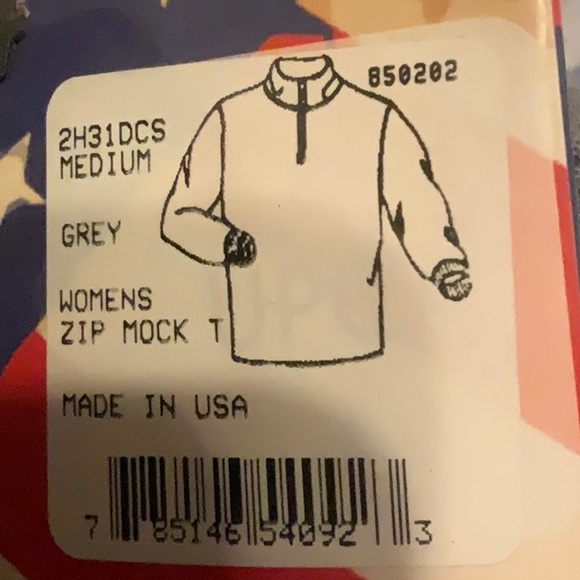 850202
2H31DCS
MEDIUM
GREY
WOMENS
ZIP MOCK T
MADE IN USA
7 85146 54092 3